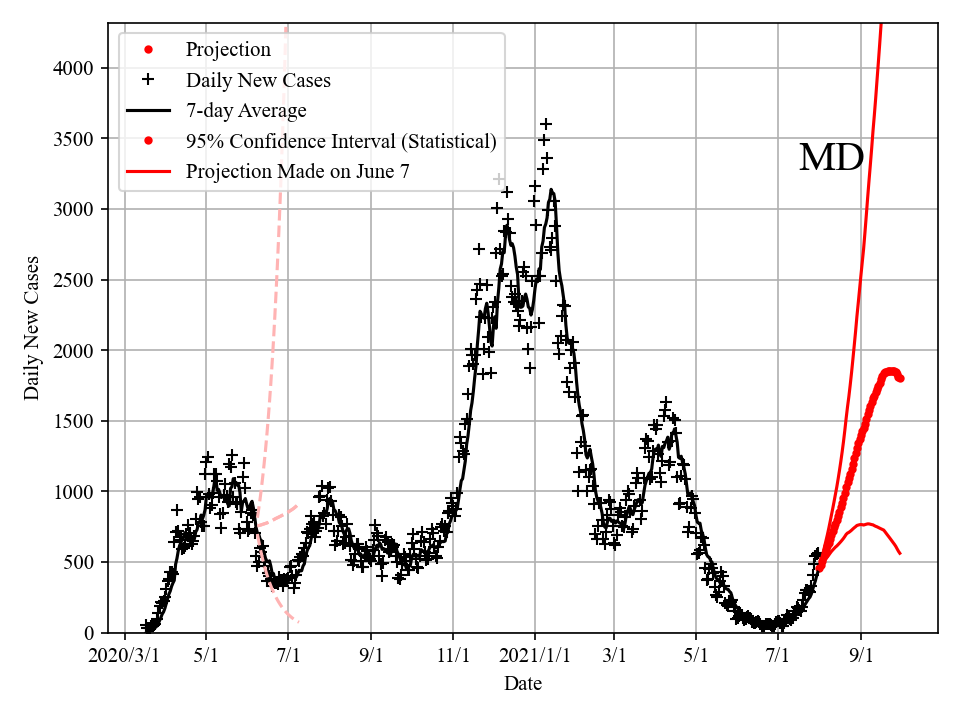 Projection
Daily New Cases
7-day Average
95% Confidence Interval (Statistical)
Projection Made on June 7
MD
4000
3500
3000
2500
2000
1500
1000
500
0
Daily New Cases
2020/3/1 5/1 7/1 9/1 11/1 2021/1/1 3/1 5/1 7/1 9/1
Date